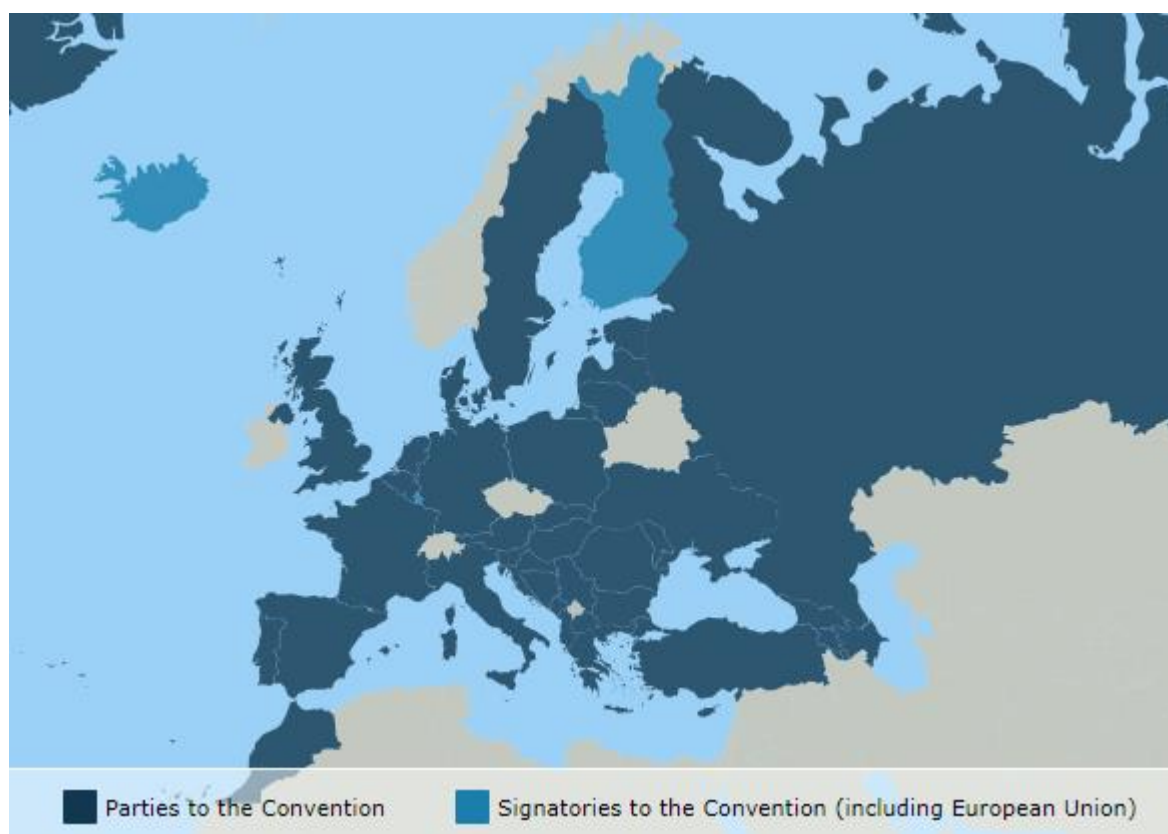 Parties to the Convention
Signatories to the Convention (including European Union)